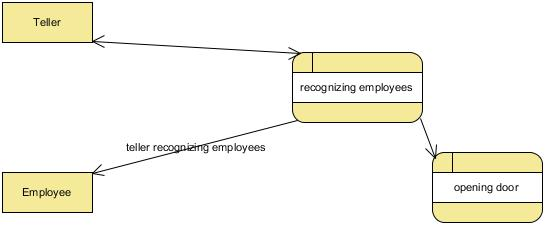 Teller
recognizing employees
teller recognizing employees
Employee
opening door